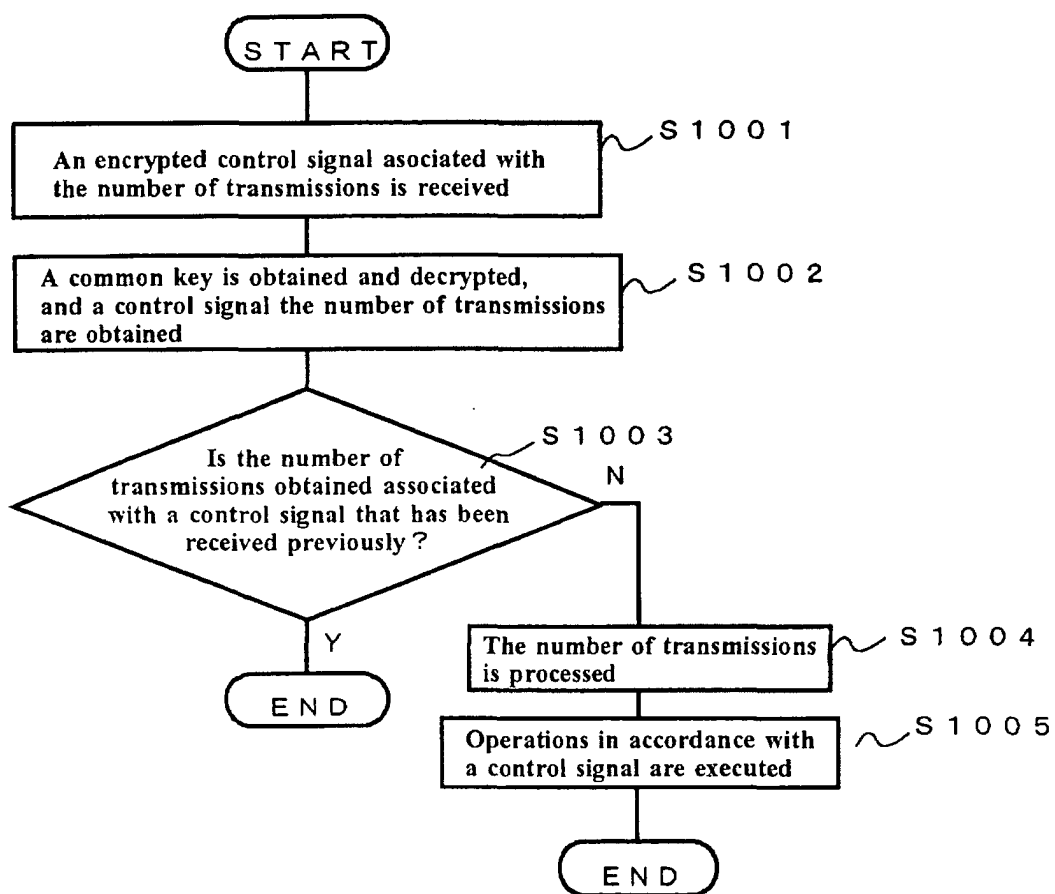 START
S1001
An encrypted control signal asociated with
the number of transmissions is received
S1002
A common key is obtained and decrypted,
and a control signal the number of transmissions
are obtained
S1003
Is the number of
transmissions obtained associated
with a control signal that has been
received previously?
N
Y
END
S1004
The number of transmissions
is processed
S1005
Operations in accordance with
a control signal are executed
END